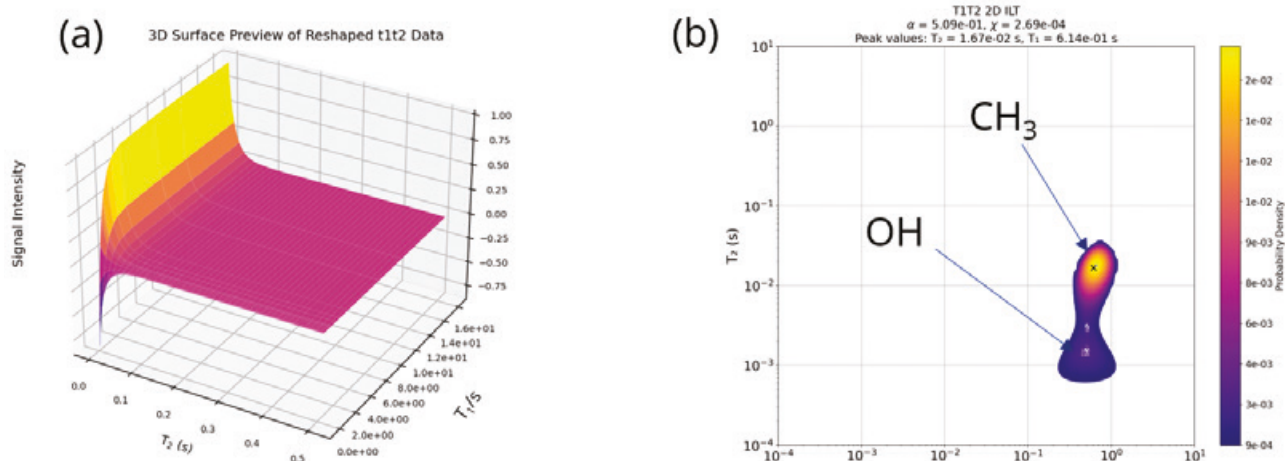 (a)
3D Surface Preview of Reshaped t1t2 Data
Signal Intensity
1.00
0.75
0.50
0.25
0.00
−0.25
−0.50
−0.75
1.6e+01
1.4e+01
1.2e+01
1.0e+01
8.0e+00
6.0e+00
4.0e+00
2.0e+00
0.0e+00
T₁/s
0.0
0.1
0.2
0.3
0.4
0.5
T₂ (s)
(b)
T1T2 2D ILT
α = 5.09e-01, χ = 2.69e-04
Peak values: T₂ = 1.67e-02 s, T₁ = 6.14e-01 s
10¹
10⁰
10⁻¹
10⁻²
10⁻³
10⁻⁴
T₂ (s)
CH₃
OH
x
10⁻⁴
10⁻³
10⁻²
10⁻¹
10⁰
10¹
2e-02
1e-02
1e-02
1e-02
9e-03
8e-03
6e-03
4e-03
3e-03
9e-04
Probability Density